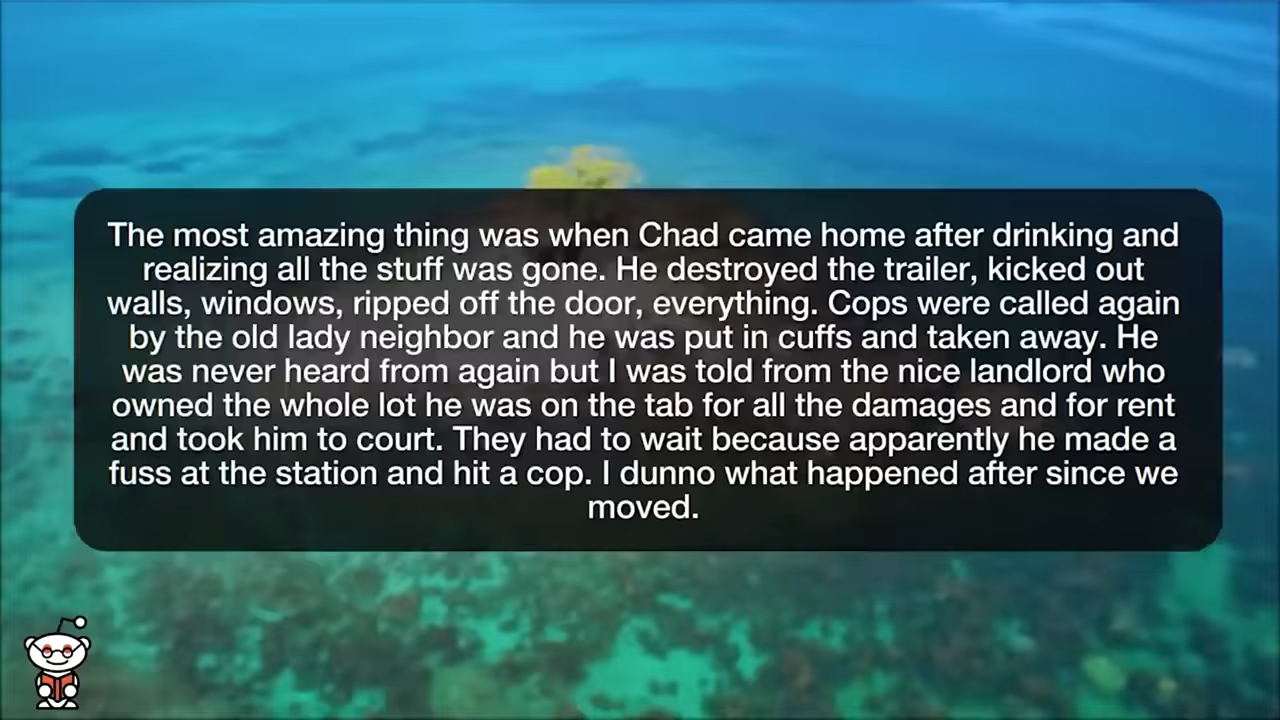 The most amazing thing was when Chad came home after drinking and
realizing all the stuff was gone. He destroyed the trailer, kicked out
walls, windows, ripped off the door, everything. Cops were called again
by the old lady neighbor and he was put in cuffs and taken away. He
was never heard from again but I was told from the nice landlord who
owned the whole lot he was on the tab for all the damages and for rent
and took him to court. They had to wait because apparently he made a
fuss at the station and hit a cop. I dunno what happened after since we
moved.